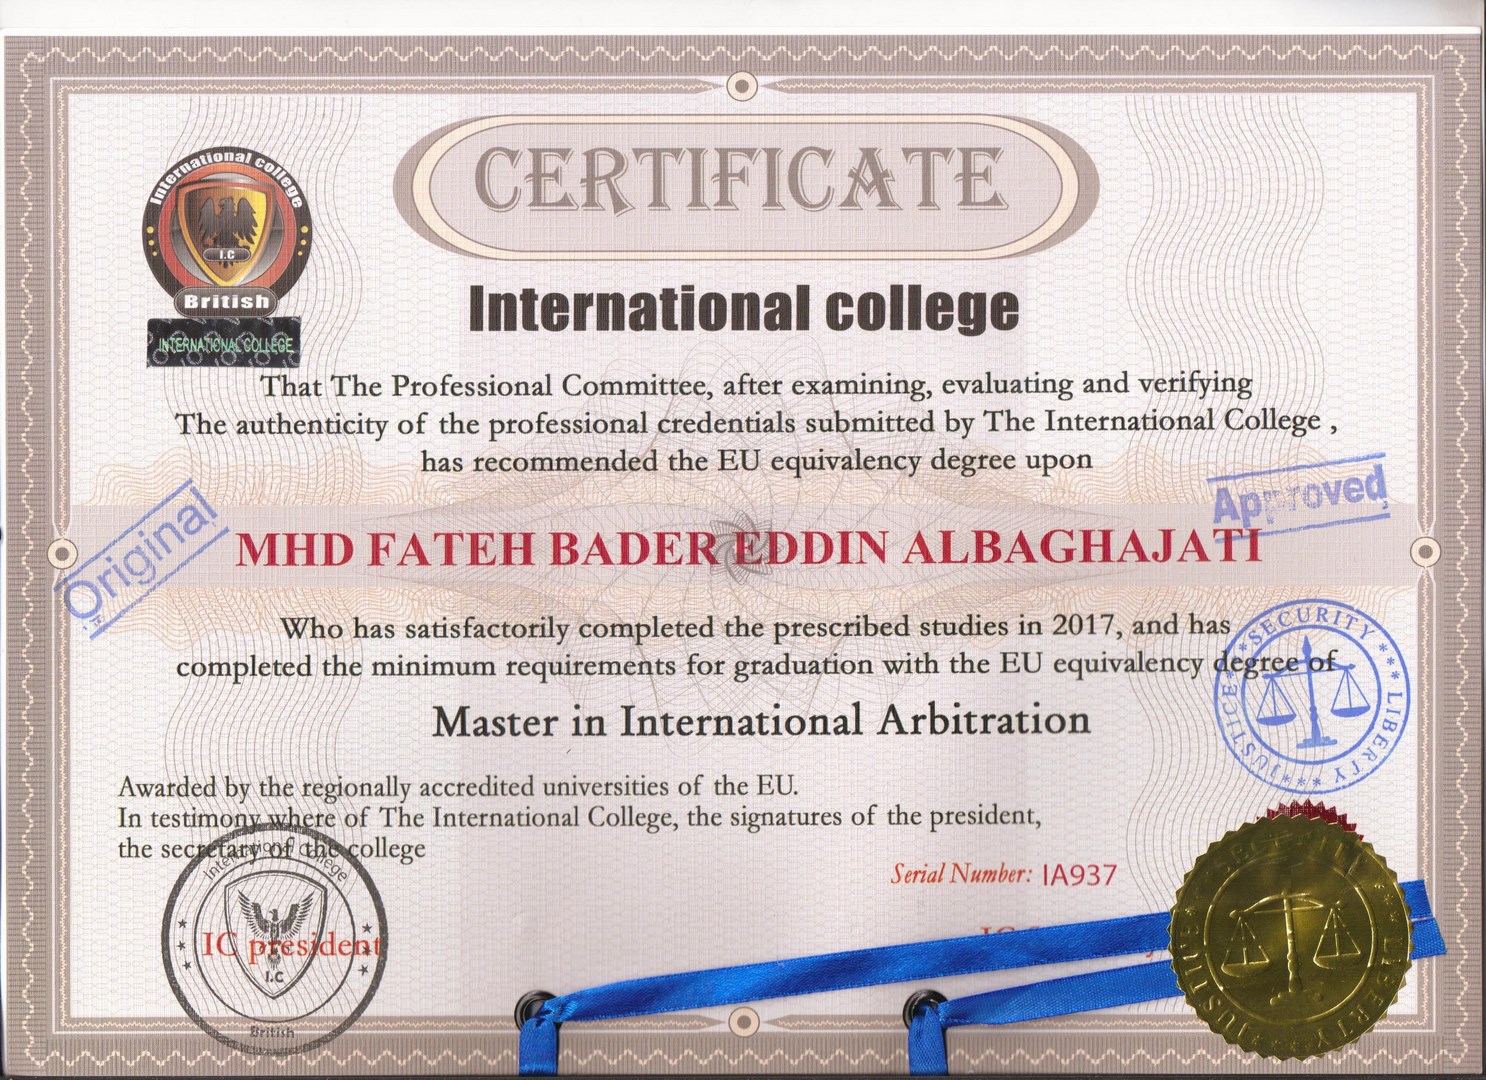 CERTIFICATE
International college
I.C
British
INTERNATIONAL COLLEGE
International college
That The Professional Committee, after examining, evaluating and verifying
The authenticity of the professional credentials submitted by The International College ,
has recommended the EU equivalency degree upon
Original
Approved
MHD FATEH BADER EDDIN ALBAGHAJATI
Who has satisfactorily completed the prescribed studies in 2017, and has
completed the minimum requirements for graduation with the EU equivalency degree of
Master in International Arbitration
SECURITY *** LIBERTY *** JUSTICE
Awarded by the regionally accredited universities of the EU.
In testimony where of The International College, the signatures of the president,
the secretary of the college
Serial Number: IA937
International College
IC president
I.C
British
JUSTICE LIBERTY